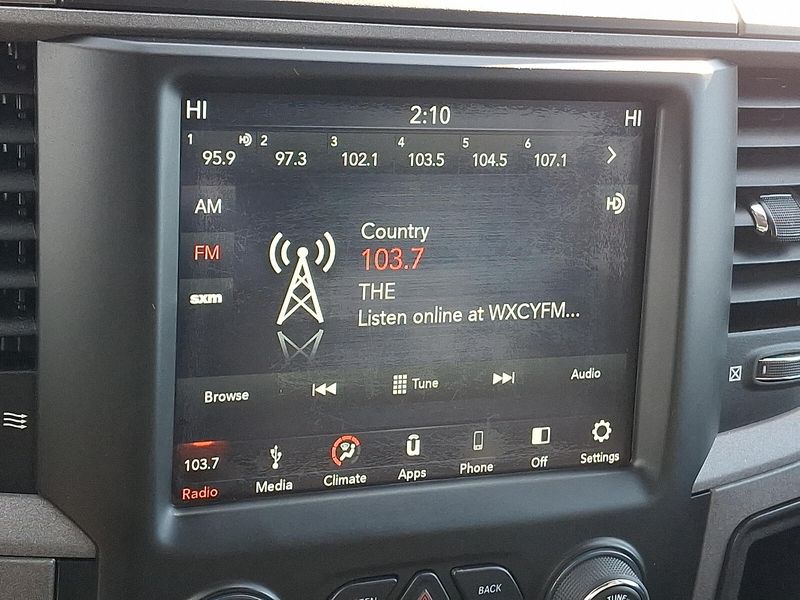 HI 2:10 HI
1 2 3 4 5 6
95.9 97.3 102.1 103.5 104.5 107.1
AM
FM
sxm
Country
103.7
THE
Listen online at WXCYFM...
Browse Tune Audio
103.7
Radio Media Climate Apps Phone Off Settings
BACK
TUNE